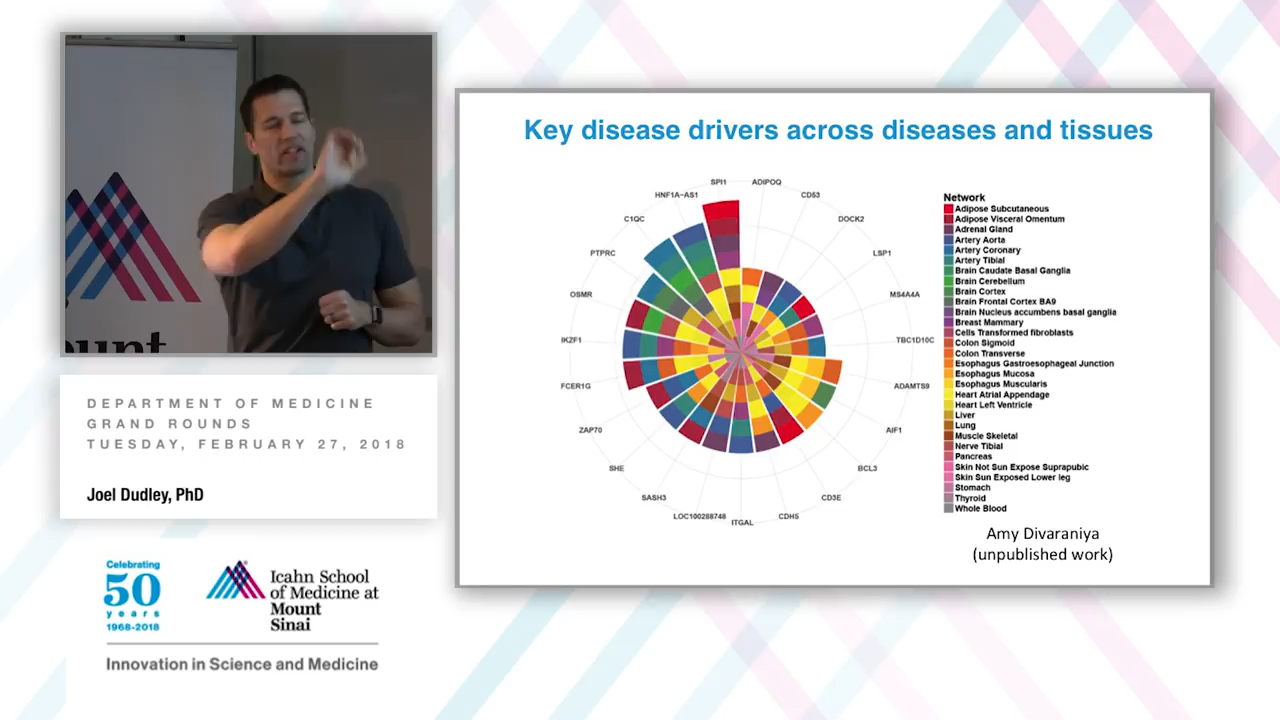 ount
DEPARTMENT OF MEDICINE
GRAND ROUNDS
TUESDAY, FEBRUARY 27, 2018
Joel Dudley, PhD
Celebrating
50
years
1968-2018
Icahn School
of Medicine at
Mount
Sinai
Innovation in Science and Medicine
Key disease drivers across diseases and tissues
SPI1
ADIPOQ
CD53
DOCK2
LSP1
MS4A4A
TBC1D10C
ADAMTS9
AIF1
BCL3
CD3E
CDH5
ITGAL
LOC100288748
SASH3
SHE
ZAP70
FCER1G
IKZF1
OSMR
PTPRC
C1QC
HNF1A-AS1
Network
Adipose Subcutaneous
Adipose Visceral Omentum
Adrenal Gland
Artery Aorta
Artery Coronary
Artery Tibial
Brain Caudate Basal Ganglia
Brain Cerebellum
Brain Cortex
Brain Frontal Cortex BA9
Brain Nucleus accumbens basal ganglia
Breast Mammary
Cells Transformed fibroblasts
Colon Sigmoid
Colon Transverse
Esophagus Gastroesophageal Junction
Esophagus Mucosa
Esophagus Muscularis
Heart Atrial Appendage
Heart Left Ventricle
Liver
Lung
Muscle Skeletal
Nerve Tibial
Pancreas
Skin Not Sun Expose Suprapubic
Skin Sun Exposed Lower leg
Stomach
Thyroid
Whole Blood
Amy Divaraniya
(unpublished work)